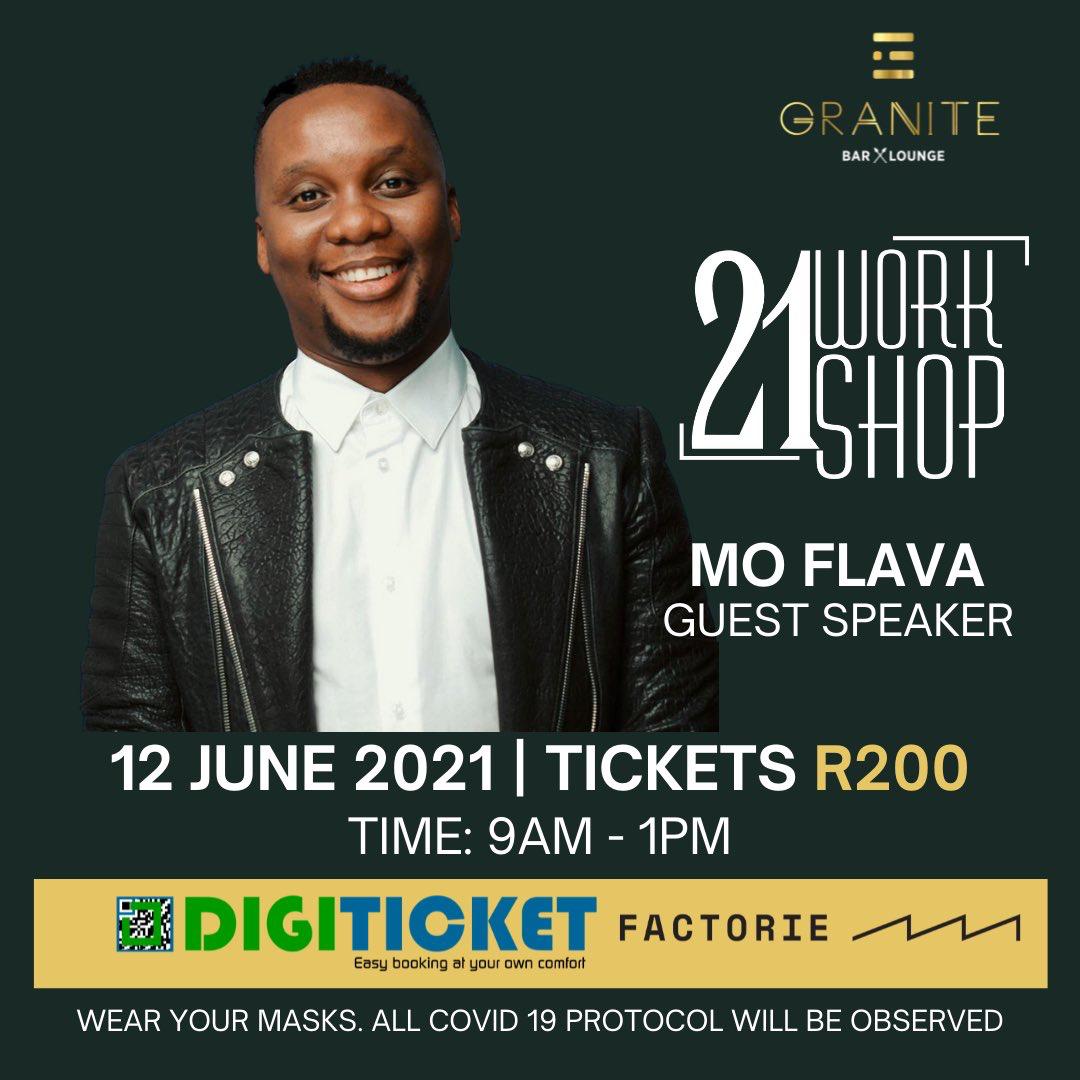 GRANITE
BAR LOUNGE
21 WORK
SHOP
MO FLAVA
GUEST SPEAKER
12 JUNE 2021 | TICKETS R200
TIME: 9AM - 1PM
DIGITICKET FACTORIE
Easy booking at your own comfort
WEAR YOUR MASKS. ALL COVID 19 PROTOCOL WILL BE OBSERVED